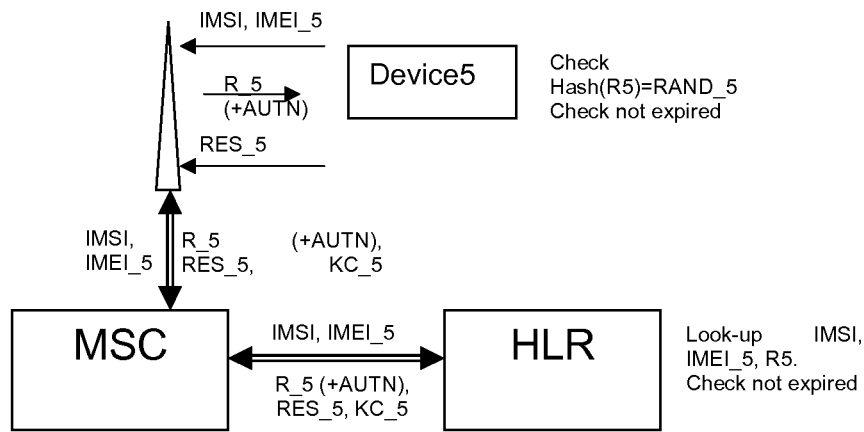 IMSI, IMEI_5
R_5
(+AUTN)
RES_5
Device5
Check
Hash(R5)=RAND_5
Check not expired
IMSI,
IMEI_5
R_5 (+AUTN),
RES_5, KC_5
MSC
IMSI, IMEI_5
R_5 (+AUTN),
RES_5, KC_5
HLR
Look-up IMSI,
IMEI_5, R5.
Check not expired